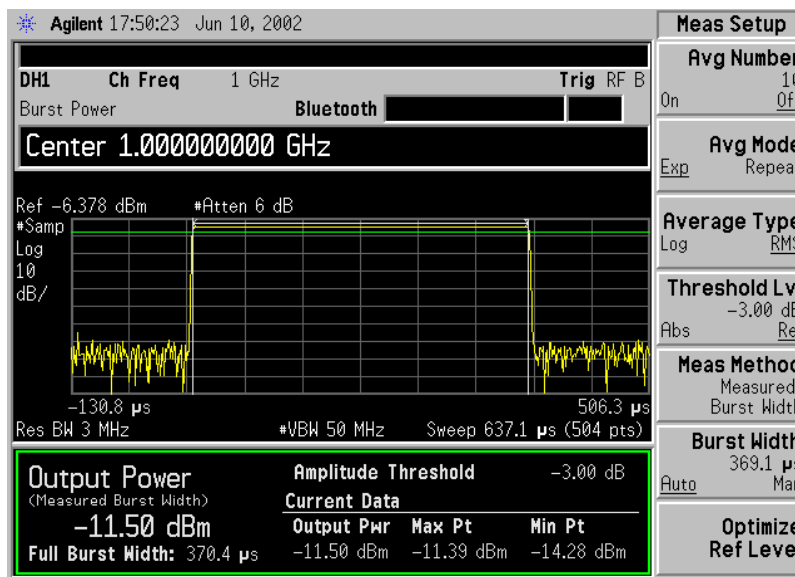 Agilent 17:50:23 Jun 10, 2002
Meas Setup
DH1 Ch Freq 1 GHz Trig RF B
Burst Power Bluetooth
Center 1.000000000 GHz
Ref -6.378 dBm #Atten 6 dB
#Samp
Log
10
dB/
-130.8 µs 506.3 µs
Res BW 3 MHz #VBW 50 MHz Sweep 637.1 µs (504 pts)
Output Power
(Measured Burst Width)
-11.50 dBm
Full Burst Width: 370.4 µs
Amplitude Threshold -3.00 dB
Current Data
Output Pwr Max Pt Min Pt
-11.50 dBm -11.39 dBm -14.28 dBm
Avg Number
On
Avg Mode
Exp Repea
Average Type
Log RMS
Threshold Lv
-3.00 dB
Abs Re
Meas Method
Measured
Burst Width
Burst Width
369.1 µs
Auto Man
Optimize
Ref Level